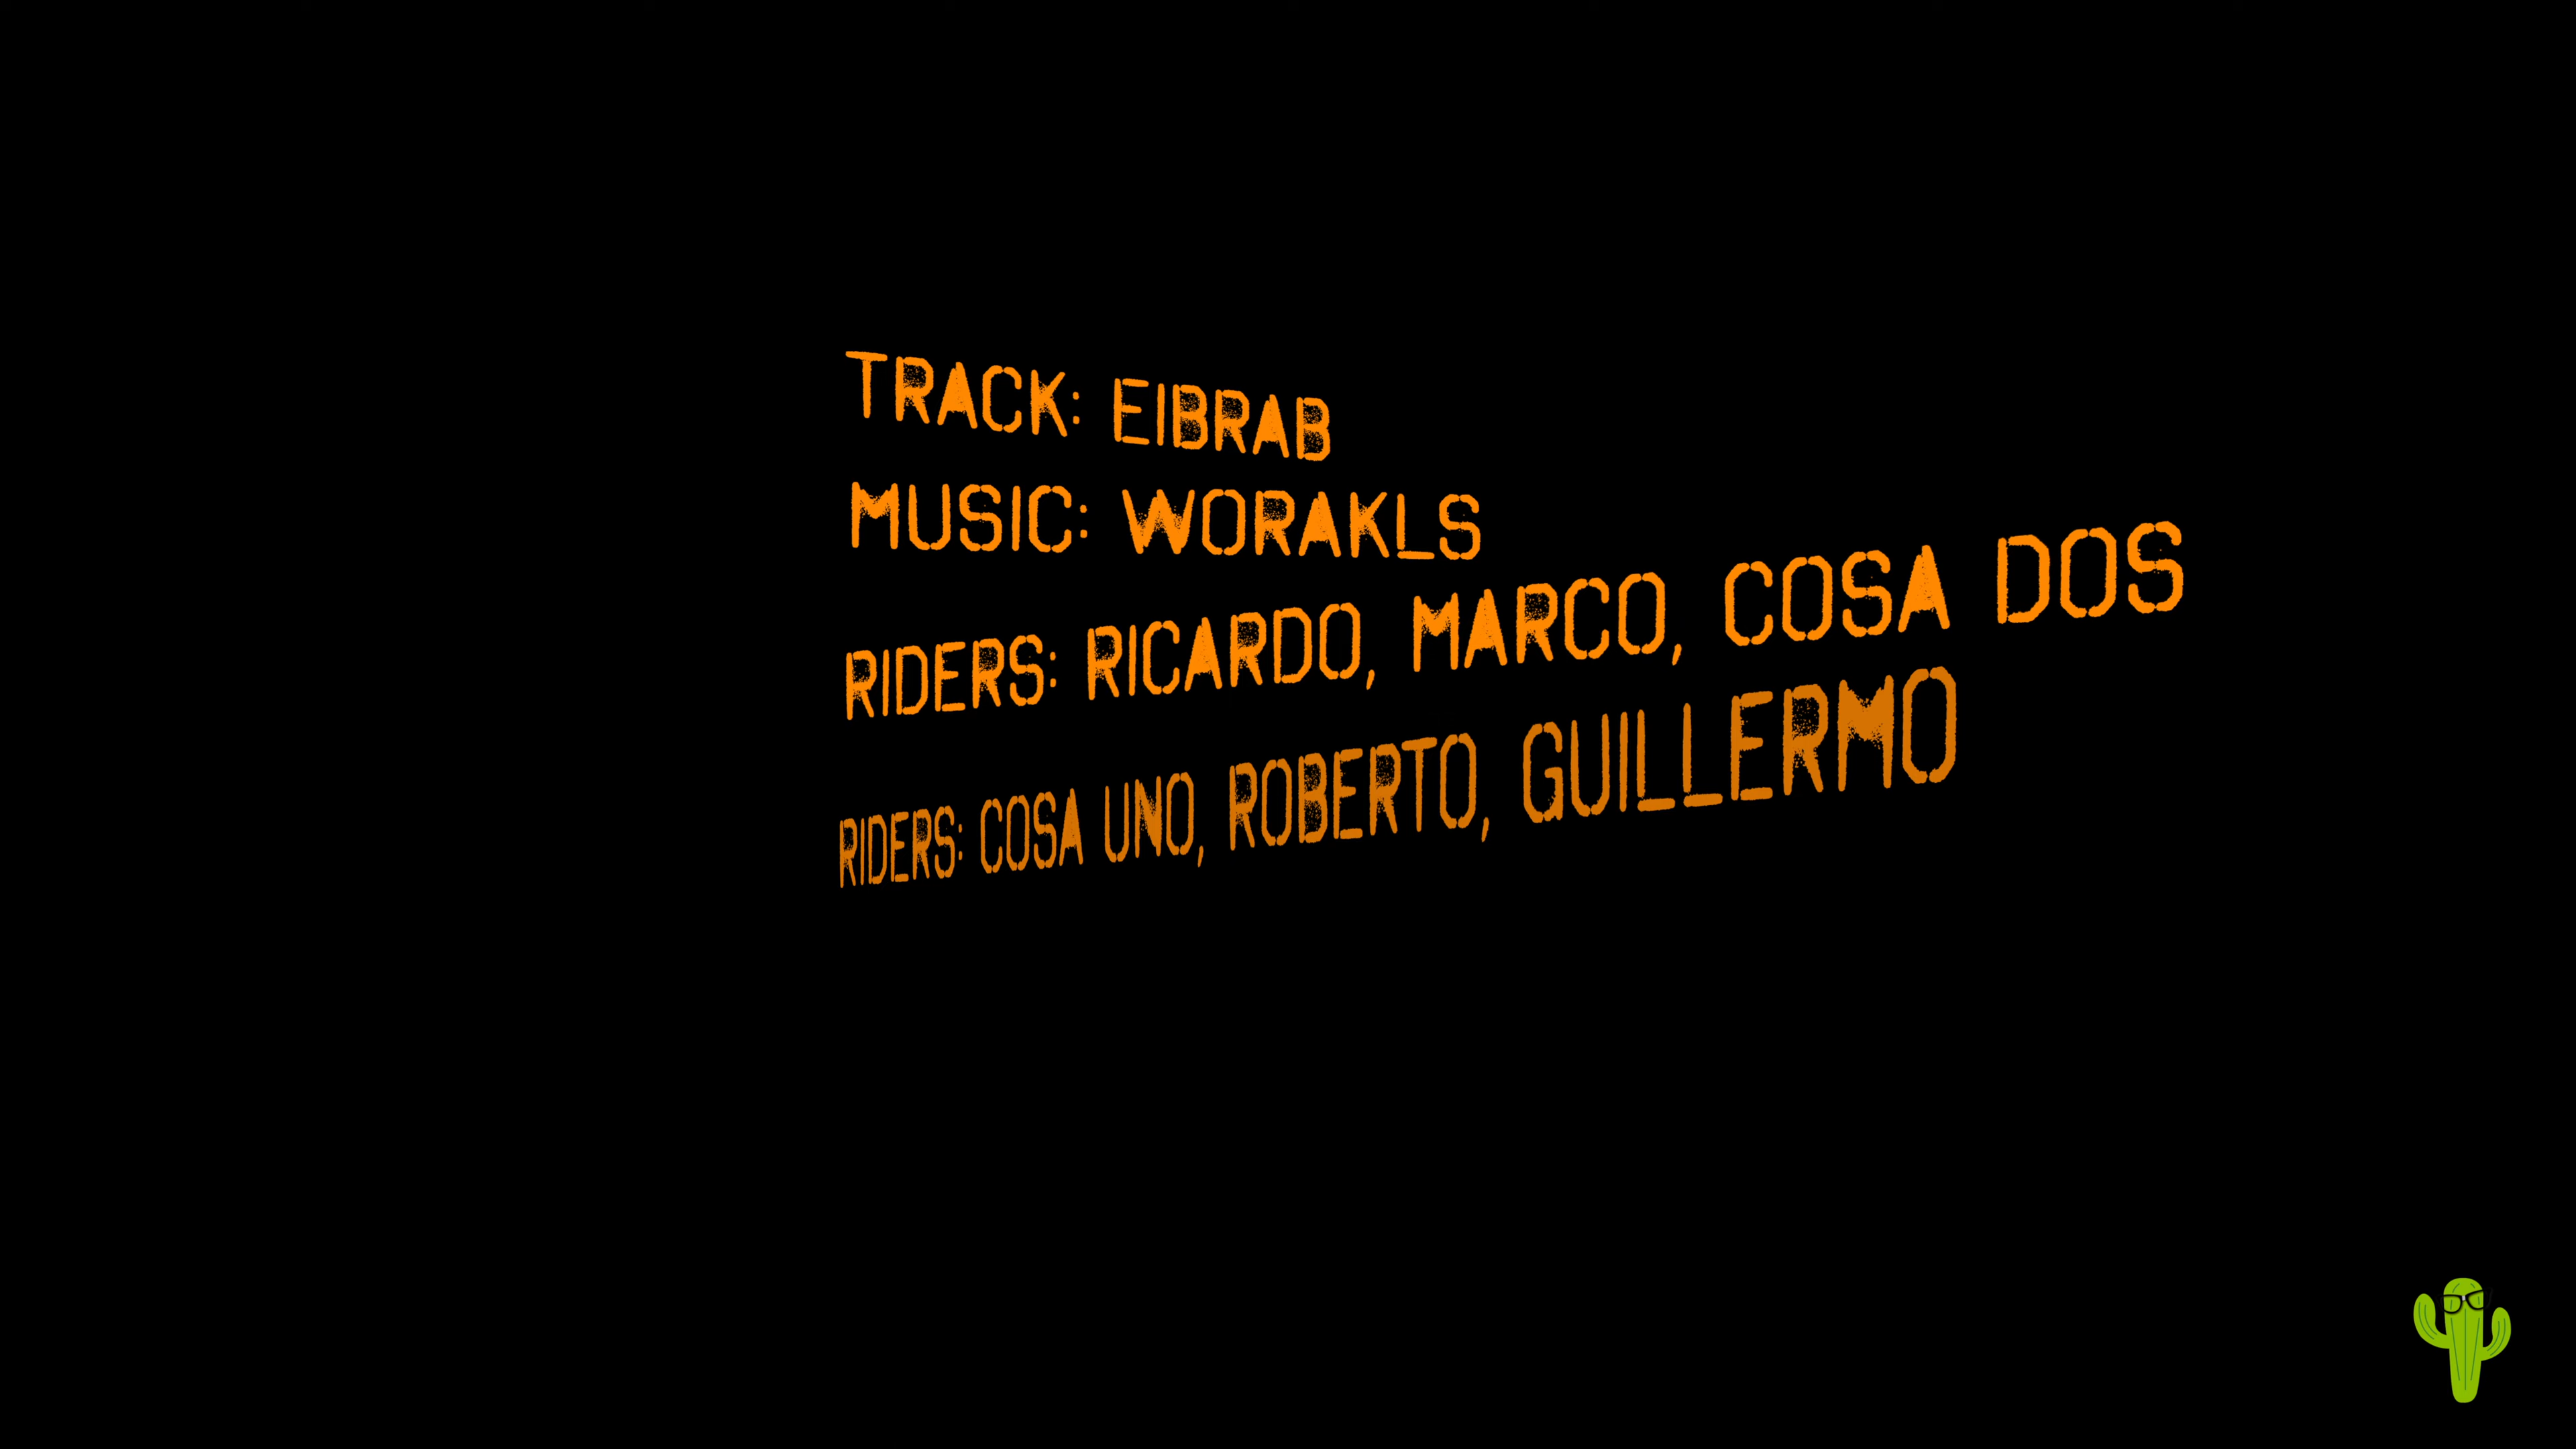 TRACK: EIBRAB
MUSIC: WORAKLS
RIDERS: RICARDO, MARCO, COSA DOS
RIDERS: COSA UNO, ROBERTO, GUILLERMO